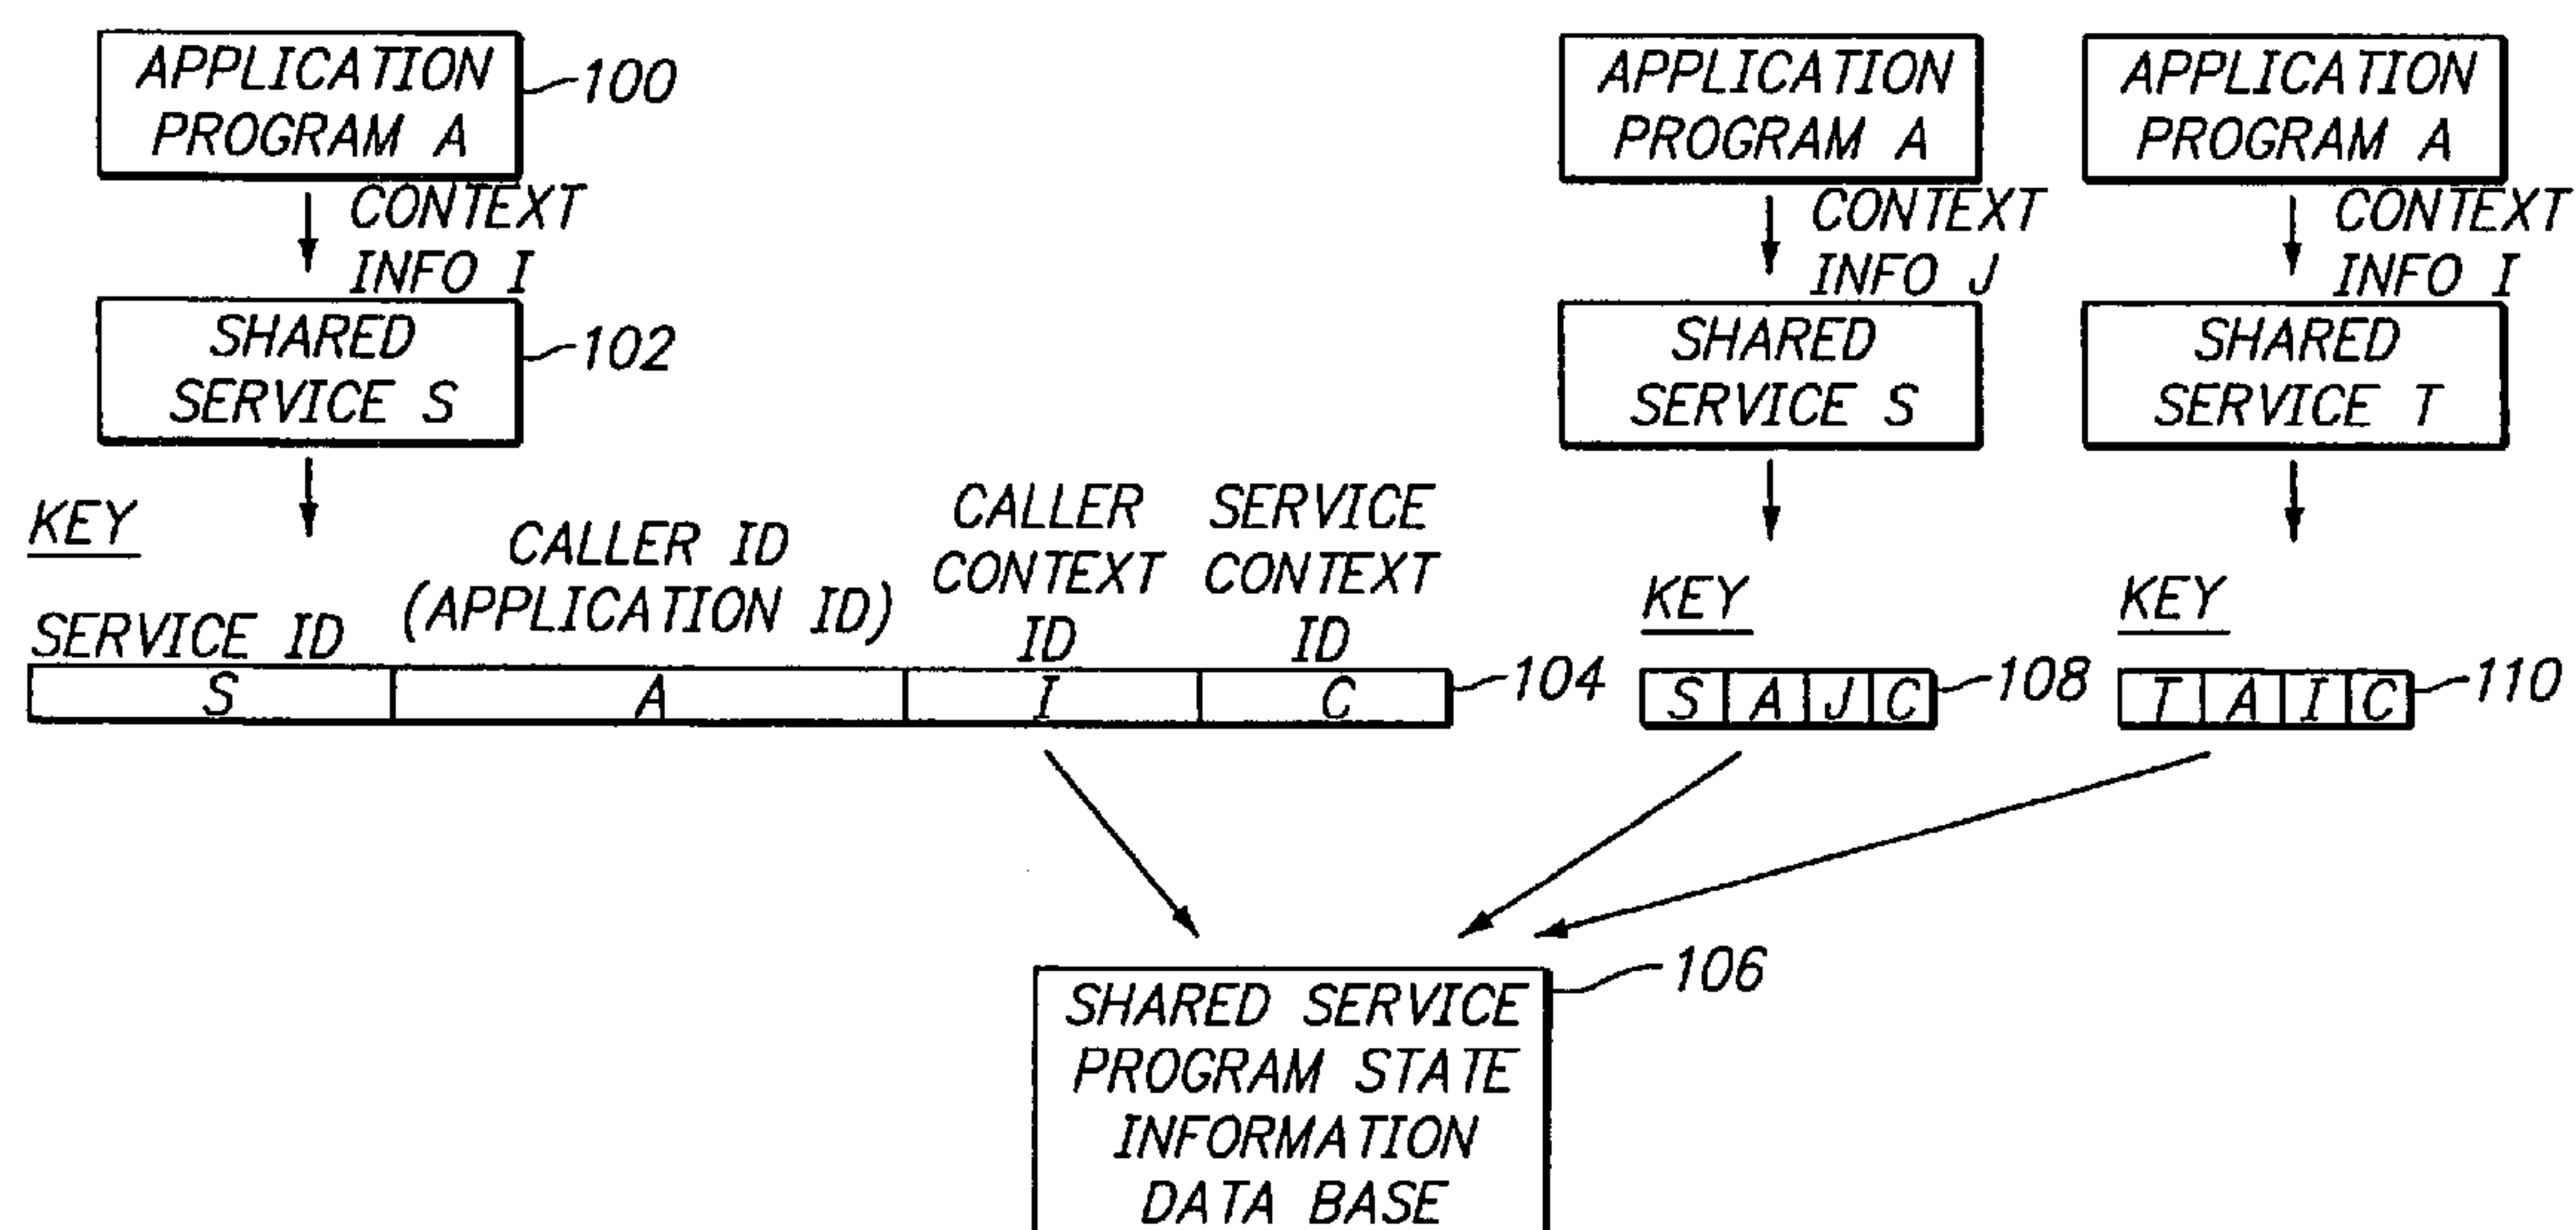 APPLICATION
PROGRAM A
100
CONTEXT
INFO I
SHARED
SERVICE S
102
APPLICATION
PROGRAM A
CONTEXT
INFO J
SHARED
SERVICE S
APPLICATION
PROGRAM A
CONTEXT
INFO I
SHARED
SERVICE T
KEY
SERVICE ID
CALLER ID
(APPLICATION ID)
CALLER
CONTEXT
ID
SERVICE
CONTEXT
ID
S A I C
104
KEY
S A J C
108
KEY
T A I C
110
SHARED SERVICE
PROGRAM STATE
INFORMATION
DATA BASE
106